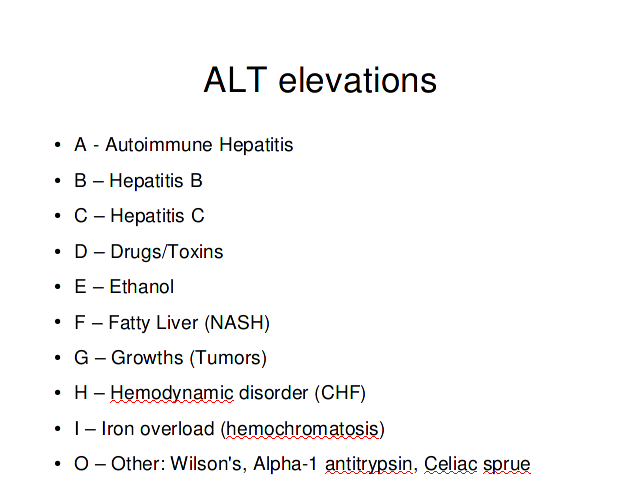 ALT elevations
• A - Autoimmune Hepatitis
• B – Hepatitis B
• C – Hepatitis C
• D – Drugs/Toxins
• E – Ethanol
• F – Fatty Liver (NASH)
• G – Growths (Tumors)
• H – Hemodynamic disorder (CHF)
• I – Iron overload (hemochromatosis)
• O – Other: Wilson's, Alpha-1 antitrypsin, Celiac sprue